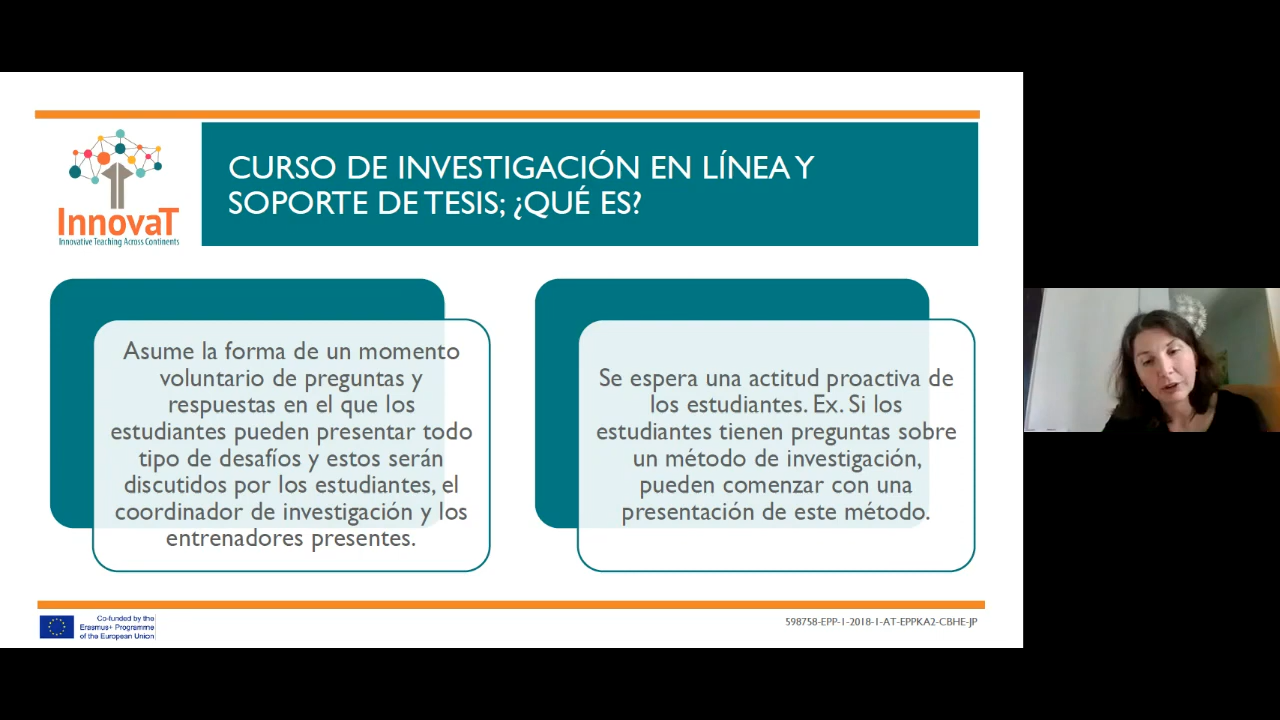 CURSO DE INVESTIGACIÓN EN LÍNEA Y
SOPORTE DE TESIS; ¿QUÉ ES?
InnovaT
Innovative Teaching Across Continents
Asume la forma de un momento
voluntario de preguntas y
respuestas en el que los
estudiantes pueden presentar todo
tipo de desafíos y estos serán
discutidos por los estudiantes, el
coordinador de investigación y los
entrenadores presentes.
Se espera una actitud proactiva de
los estudiantes. Ex. Si los
estudiantes tienen preguntas sobre
un método de investigación,
pueden comenzar con una
presentación de este método.
Co-funded by the
Erasmus+ Programme
of the European Union
598758-EPP-1-2018-1-AT-EPPKA2-CBHE-JP